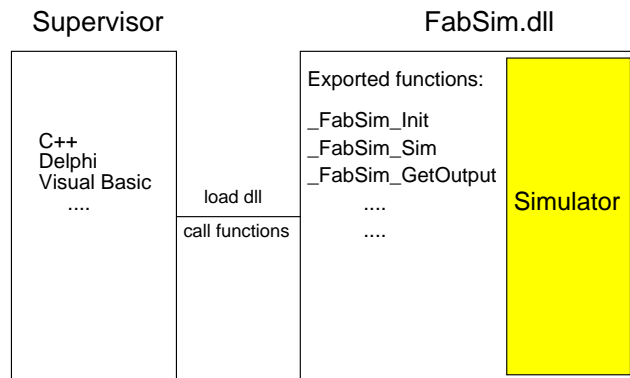 Supervisor
FabSim.dll
C++
Delphi
Visual Basic
....
load dll
call functions
Exported functions:
_FabSim_Init
_FabSim_Sim
_FabSim_GetOutput
....
....
Simulator